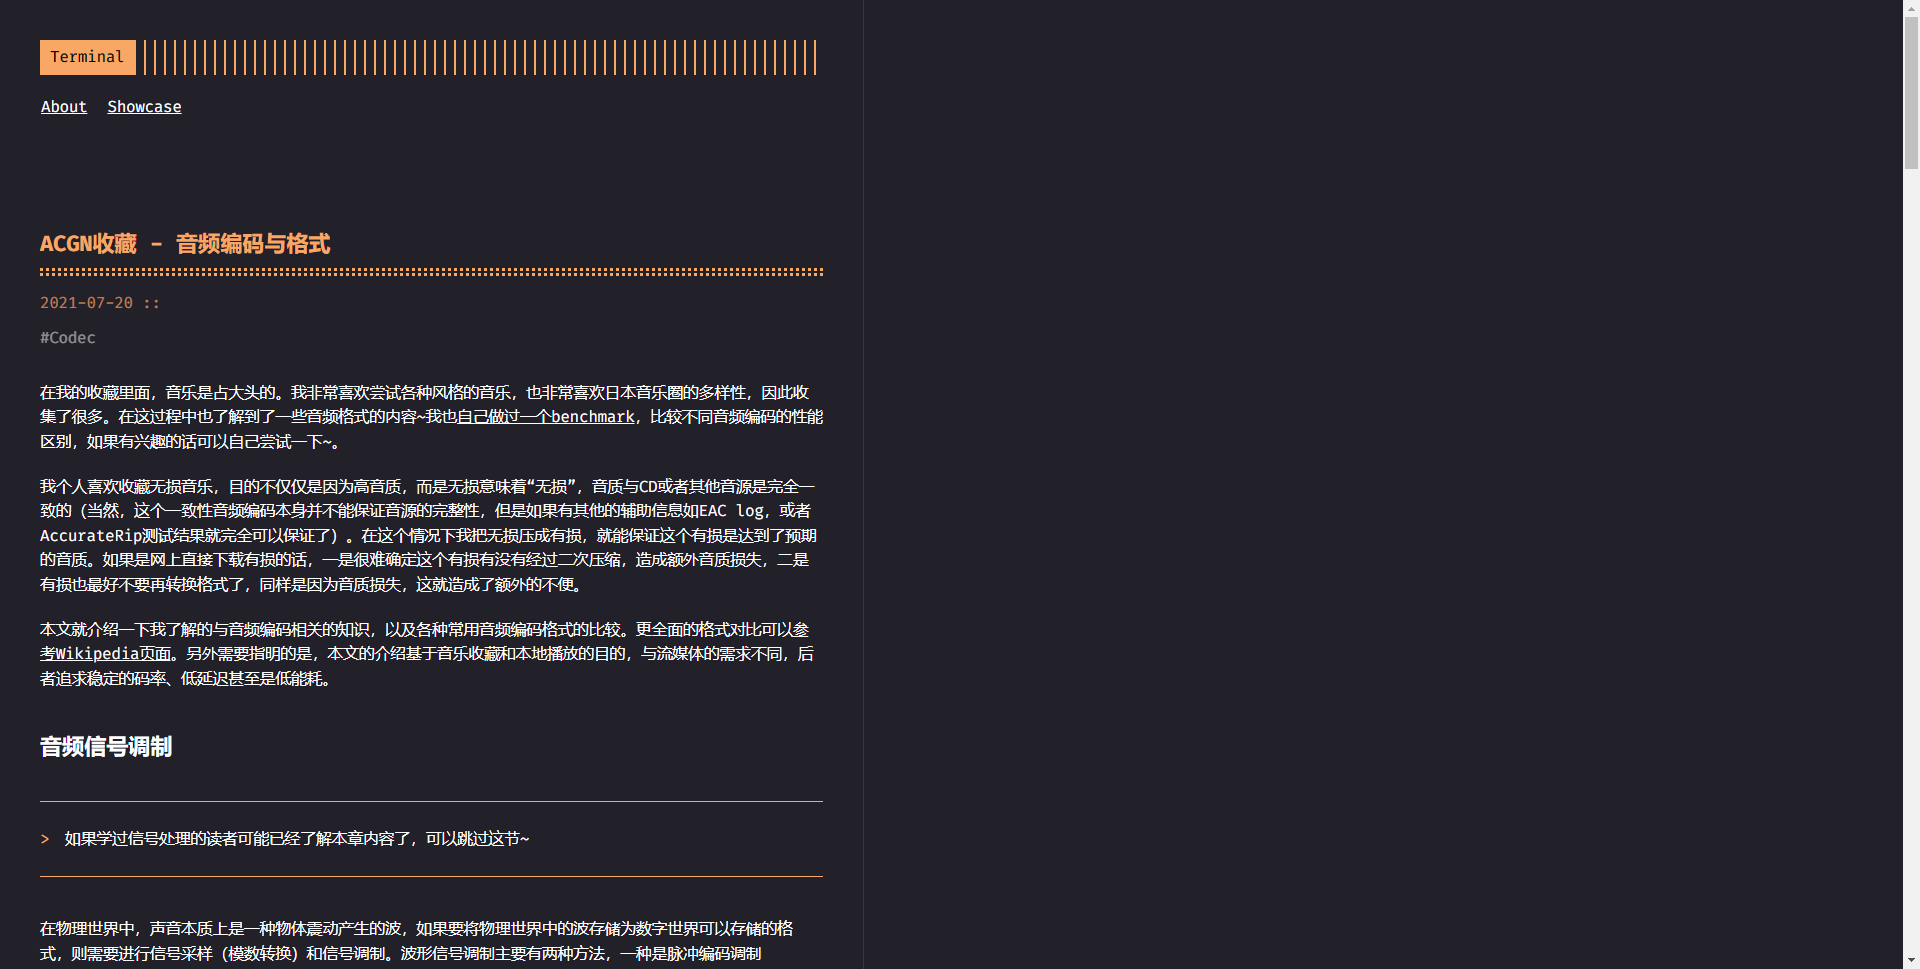 Terminal
About Showcase
ACGN收藏 - 音频编码与格式
2021-07-20 ::
#Codec
在我的收藏里面，音乐是占大头的。我非常喜欢尝试各种风格的音乐，也非常喜欢日本音乐圈的多样性，因此收
集了很多。在这过程中也了解到了一些音频格式的内容~我也自己做过一个benchmark，比较不同音频编码的性能
区别，如果有兴趣的话可以自己尝试一下~。
我个人喜欢收藏无损音乐，目的不仅仅是因为高音质，而是无损意味着“无损”，音质与CD或者其他音源是完全一
致的（当然，这个一致性音频编码本身并不能保证音源的完整性，但是如果有其他的辅助信息如EAC log，或者
AccurateRip测试结果就完全可以保证了）。在这个情况下我把无损压成有损，就能保证这个有损是达到了预期
的音质。如果是网上直接下载有损的话，一是很难确定这个有损有没有经过二次压缩，造成额外音质损失，二是
有损也最好不要再转换格式了，同样是因为音质损失，这就造成了额外的不便。
本文就介绍一下我了解的与音频编码相关的知识，以及各种常用音频编码格式的比较。更全面的格式对比可以参
考Wikipedia页面。另外需要指明的是，本文的介绍基于音乐收藏和本地播放的目的，与流媒体的需求不同，后
者追求稳定的码率、低延迟甚至是低能耗。
音频信号调制
> 如果学过信号处理的读者可能已经了解本章内容了，可以跳过这节~
在物理世界中，声音本质上是一种物体震动产生的波，如果要将物理世界中的波存储为数字世界可以存储的格
式，则需要进行信号采样（模数转换）和信号调制。波形信号调制主要有两种方法，一种是脉冲编码调制